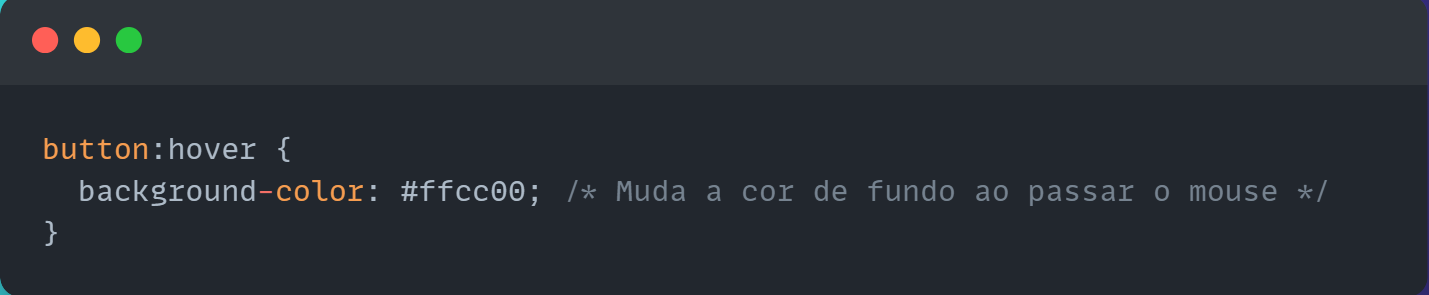 button:hover {
  background-color: #ffcc00; /* Muda a cor de fundo ao passar o mouse */
}